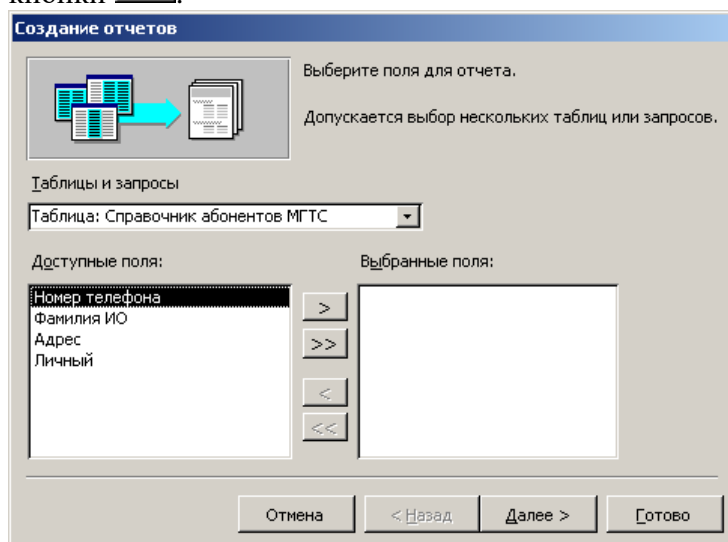 Создание отчетов
Выберите поля для отчета.
Допускается выбор нескольких таблиц или запросов.
Таблицы и запросы
Таблица: Справочник абонентов МГТС
Доступные поля:
Выбранные поля:
Номер телефона
Фамилия ИО
Адрес
Личный
>
>>
<
<<
Отмена
< Назад
Далее >
Готово